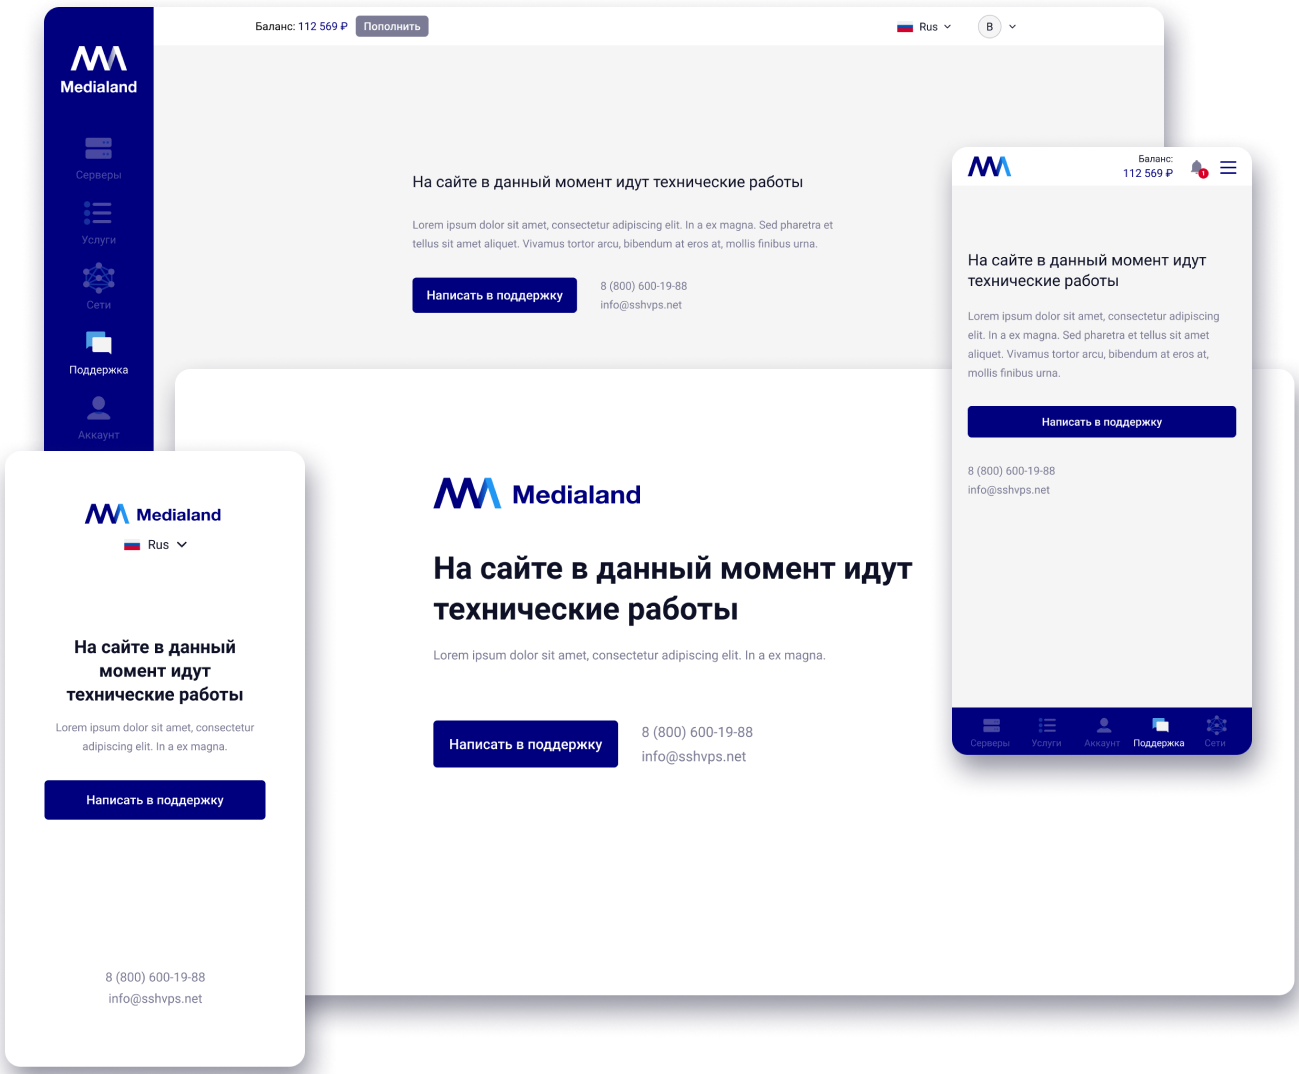 Medialand
Баланс: 112 569 ₽
Пополнить
Rus
B
Серверы
Услуги
Сети
Поддержка
Аккаунт
На сайте в данный момент идут технические работы
Lorem ipsum dolor sit amet, consectetur adipiscing elit. In a ex magna. Sed pharetra et
tellus sit amet aliquet. Vivamus tortor arcu, bibendum at eros at, mollis finibus urna.
Написать в поддержку
8 (800) 600-19-88
info@sshvps.net
Баланс:
112 569 ₽
1
На сайте в данный момент идут
технические работы
Lorem ipsum dolor sit amet, consectetur adipiscing
elit. In a ex magna. Sed pharetra et tellus sit amet
aliquet. Vivamus tortor arcu, bibendum at eros at,
mollis finibus urna.
Написать в поддержку
8 (800) 600-19-88
info@sshvps.net
Серверы
Услуги
Аккаунт
Поддержка
Сети
Medialand
На сайте в данный момент идут
технические работы
Lorem ipsum dolor sit amet, consectetur adipiscing elit. In a ex magna.
Написать в поддержку
8 (800) 600-19-88
info@sshvps.net
Medialand
Rus
На сайте в данный
момент идут
технические работы
Lorem ipsum dolor sit amet, consectetur
adipiscing elit. In a ex magna.
Написать в поддержку
8 (800) 600-19-88
info@sshvps.net